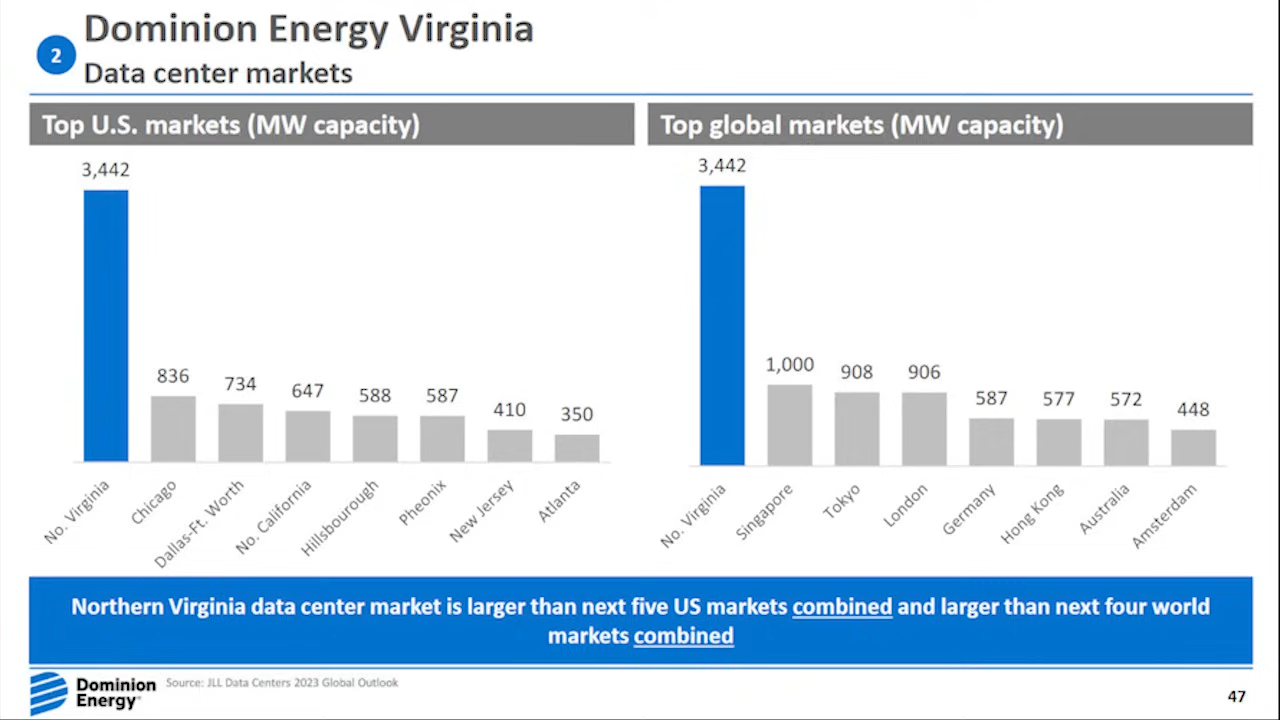 Dominion Energy Virginia
2
Data center markets
Top U.S. markets (MW capacity)
3,442
836
734
647
588
587
410
350
No. Virginia
Chicago
Dallas-Ft. Worth
No. California
Hillsbourough
Pheonix
New Jersey
Atlanta
Top global markets (MW capacity)
3,442
1,000
908
906
587
577
572
448
No. Virginia
Singapore
Tokyo
London
Germany
Hong Kong
Australia
Amsterdam
Northern Virginia data center market is larger than next five US markets combined and larger than next four world
markets combined
Dominion
Energy®
Source: JLL Data Centers 2023 Global Outlook
47